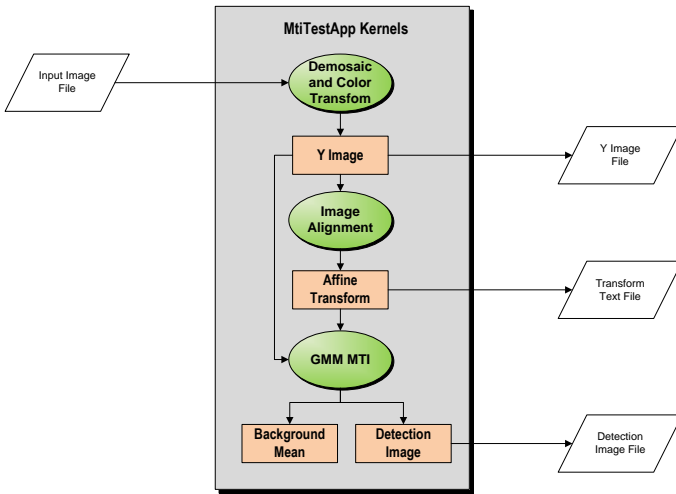 MtiTestApp Kernels
Input Image
File
Demosaic
and Color
Transfom
Y Image
Y Image
File
Image
Alignment
Affine
Transform
Transform
Text File
GMM MTI
Background
Mean
Detection
Image
Detection
Image File